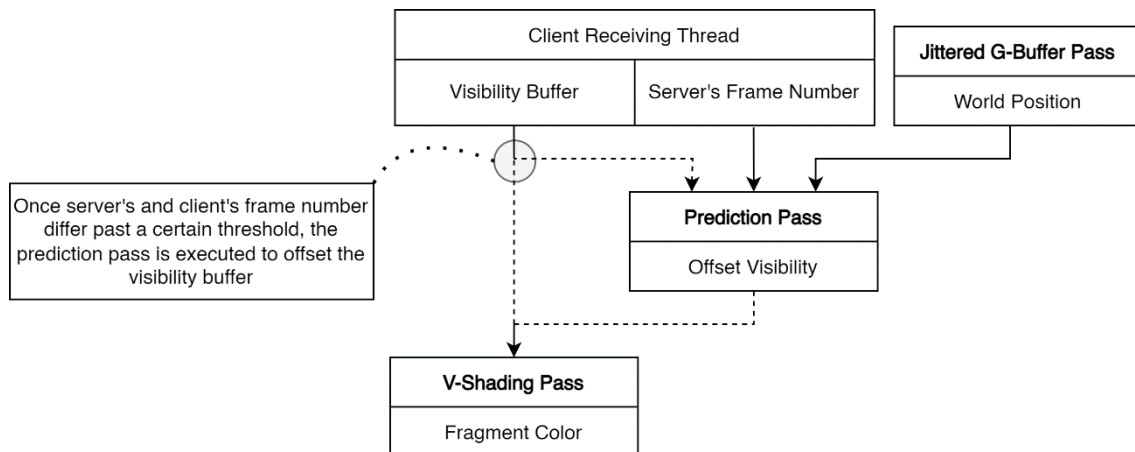 Client Receiving Thread
Visibility Buffer
Server's Frame Number
Jittered G-Buffer Pass
World Position
Once server's and client's frame number
differ past a certain threshold, the
prediction pass is executed to offset the
visibility buffer
Prediction Pass
Offset Visibility
V-Shading Pass
Fragment Color